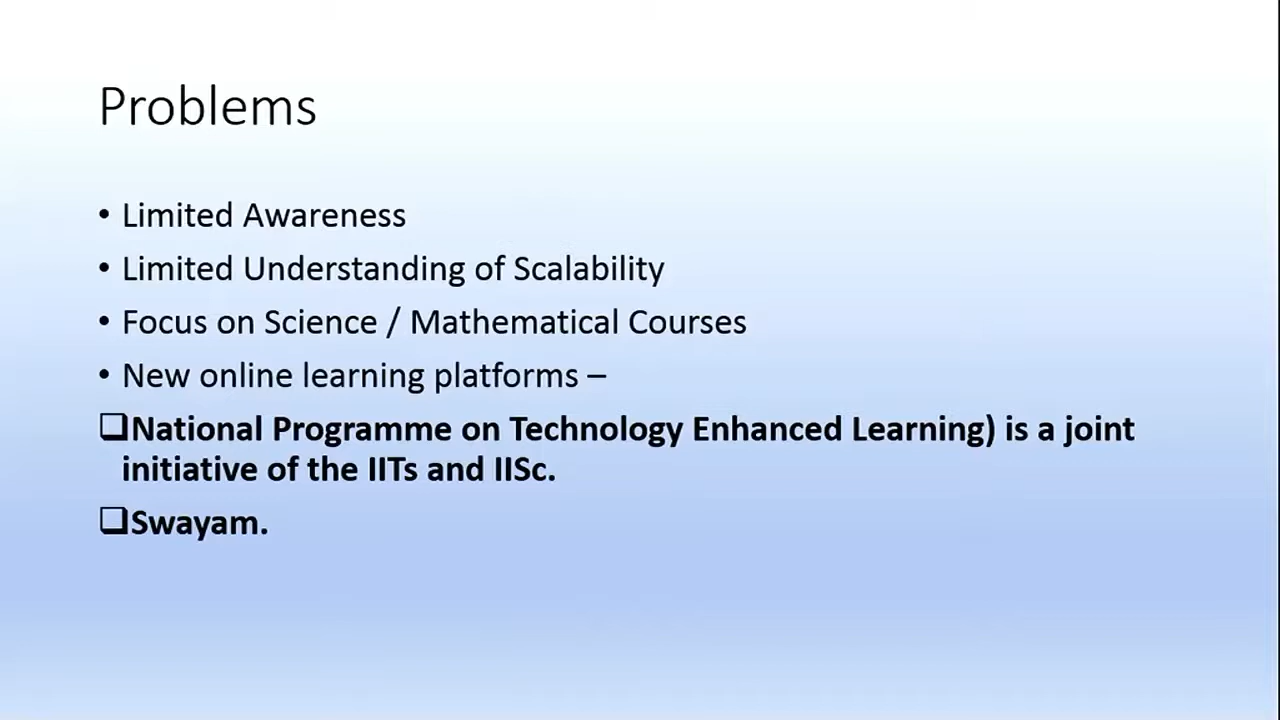 Problems
• Limited Awareness
• Limited Understanding of Scalability
• Focus on Science / Mathematical Courses
• New online learning platforms –
❑National Programme on Technology Enhanced Learning) is a joint
initiative of the IITs and IISc.
❑Swayam.